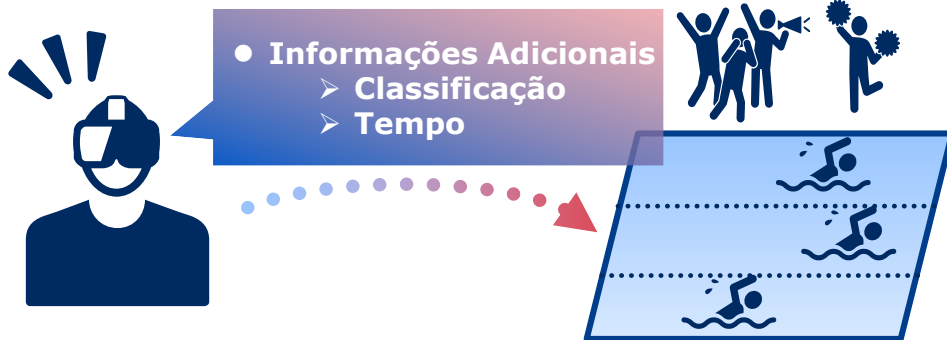 ● Informações Adicionais
➢ Classificação
➢ Tempo